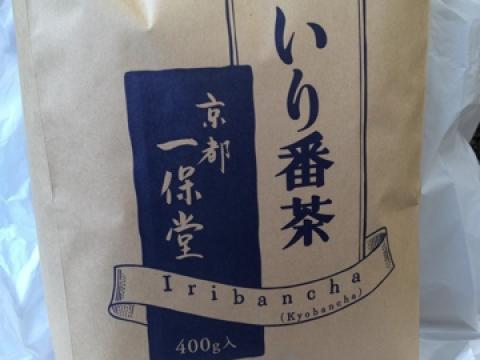 いり番茶
京都
一保堂
Iribancha
(Kyobancha)
400g入